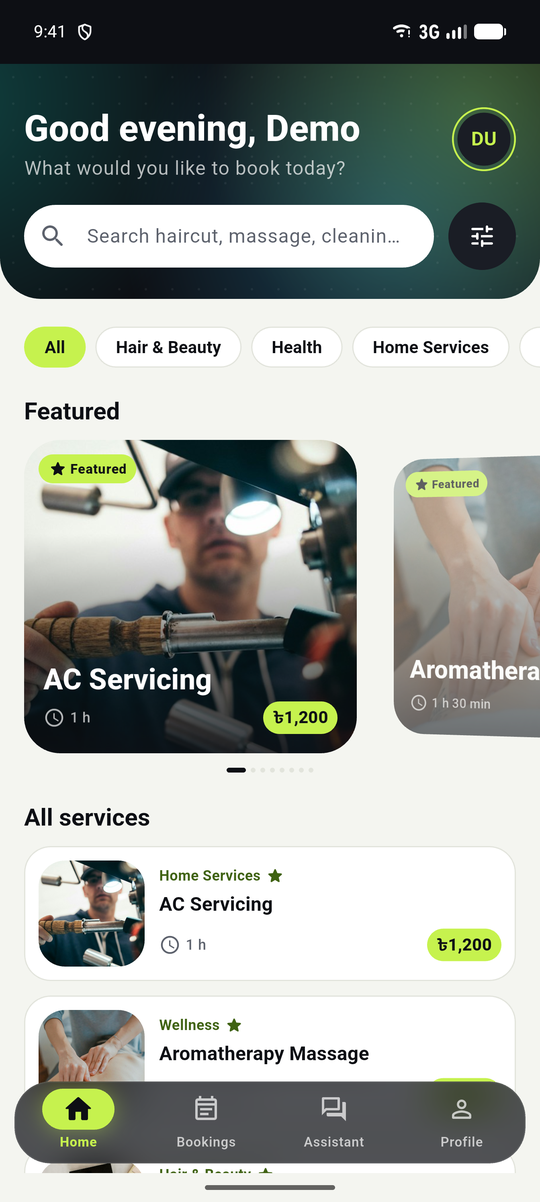 9:41
3G
Good evening, Demo
DU
What would you like to book today?
Search haircut, massage, cleanin…
All
Hair & Beauty
Health
Home Services
Featured
Featured
AC Servicing
1 h
৳1,200
Featured
Aromathera
1 h 30 min
All services
Home Services
AC Servicing
1 h
৳1,200
Wellness
Aromatherapy Massage
Home
Bookings
Assistant
Profile
Hair & Beauty